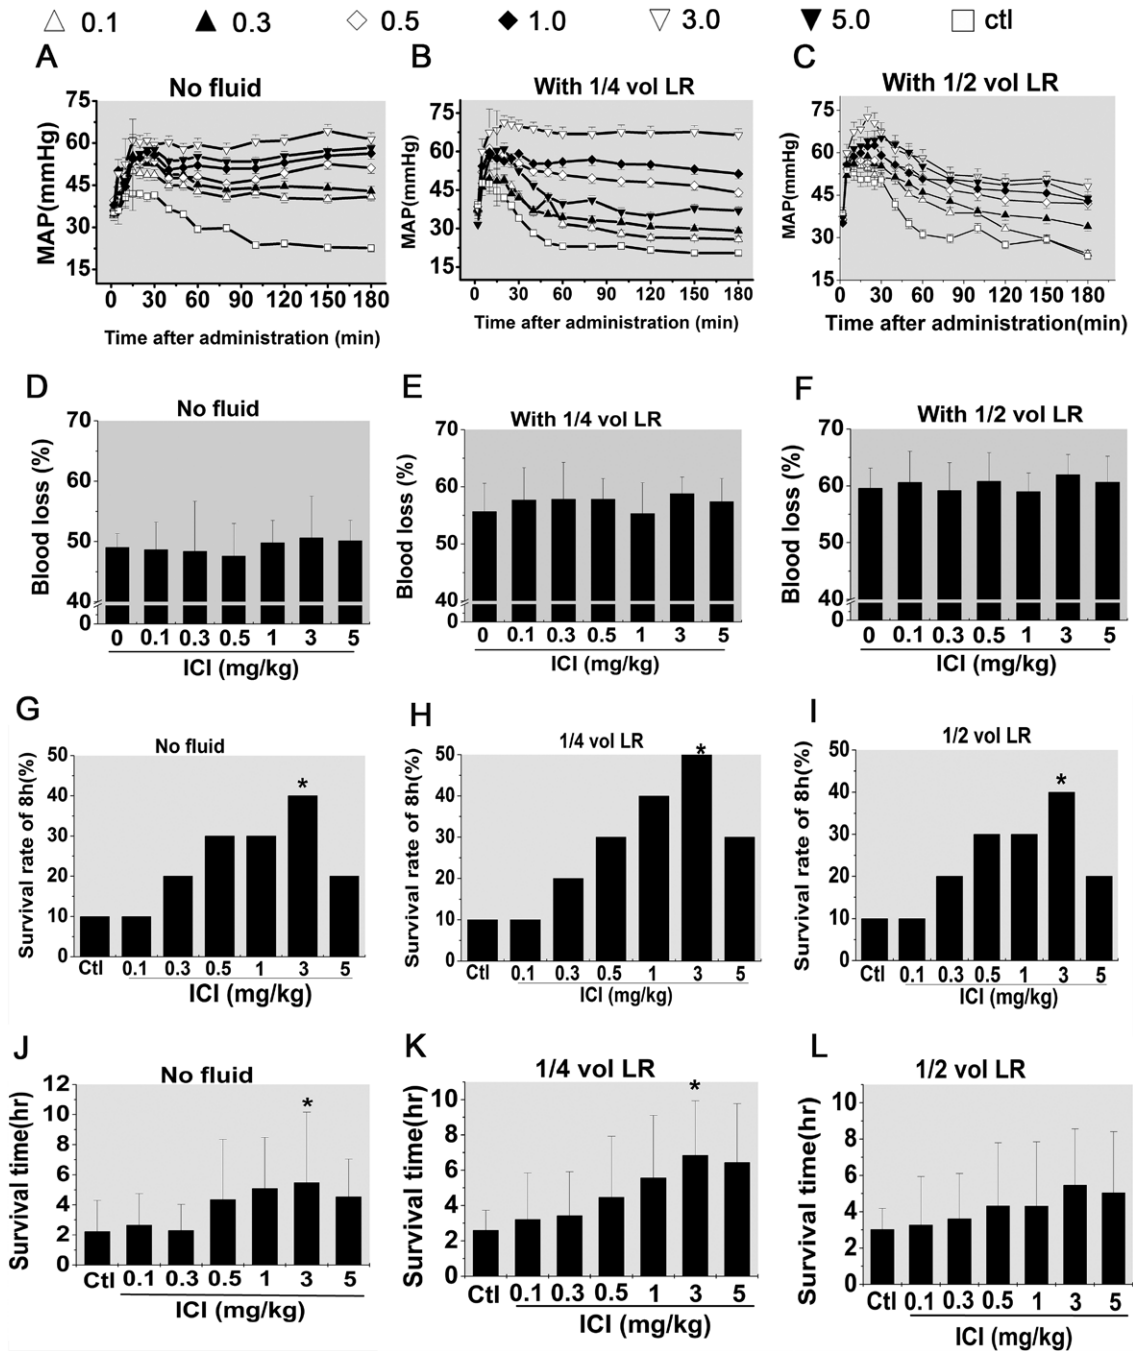 0.1 0.3 0.5 1.0 3.0 5.0 ctl
A
No fluid
MAP(mmHg)
75
60
45
30
15
0 30 60 90 120 150 180
Time after administration (min)
B
With 1/4 vol LR
MAP(mmHg)
75
60
45
30
15
0 30 60 90 120 150 180
Time after administration (min)
C
With 1/2 vol LR
MAP(mmHg)
75
60
45
30
15
0 30 60 90 120 150 180
Time after administration(min)
D
No fluid
Blood loss (%)
70
60
50
40
0
0 0.1 0.3 0.5 1 3 5
ICI (mg/kg)
E
With 1/4 vol LR
Blood loss (%)
70
60
50
40
0
0 0.1 0.3 0.5 1 3 5
ICI (mg/kg)
F
With 1/2 vol LR
Blood loss (%)
70
60
50
40
0
0 0.1 0.3 0.5 1 3 5
ICI (mg/kg)
G
No fluid
Survival rate of 8h(%)
50
40
30
20
10
0
*
Ctl 0.1 0.3 0.5 1 3 5
ICI (mg/kg)
H
1/4 vol LR
Survival rate of 8h(%)
50
40
30
20
10
0
*
Ctl 0.1 0.3 0.5 1 3 5
ICI (mg/kg)
I
1/2 vol LR
Survival rate of 8h(%)
50
40
30
20
10
0
*
Ctl 0.1 0.3 0.5 1 3 5
ICI (mg/kg)
J
No fluid
Survival time(hr)
12
10
8
6
4
2
0
*
Ctl 0.1 0.3 0.5 1 3 5
ICI (mg/kg)
K
1/4 vol LR
Survival time(hr)
10
8
6
4
2
0
*
Ctl 0.1 0.3 0.5 1 3 5
ICI (mg/kg)
L
1/2 vol LR
Survival time(hr)
10
8
6
4
2
0
Ctl 0.1 0.3 0.5 1 3 5
ICI (mg/kg)